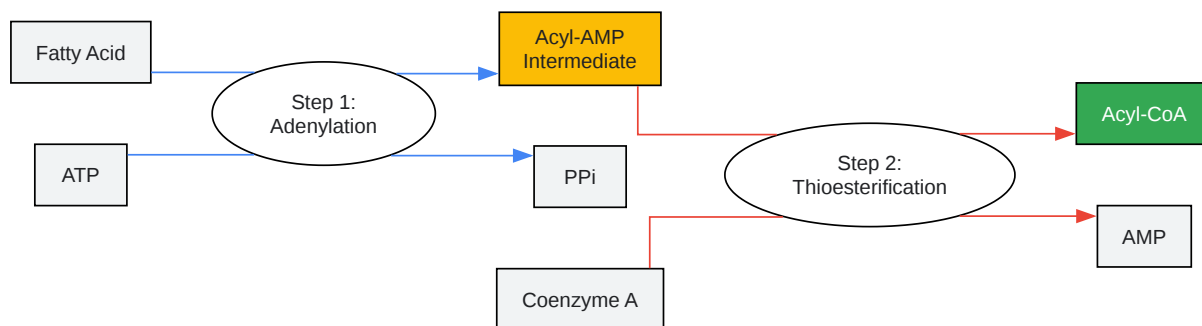 Fatty Acid
ATP
Step 1:
Adenylation
Acyl-AMP
Intermediate
PPi
Coenzyme A
Step 2:
Thioesterification
Acyl-CoA
AMP